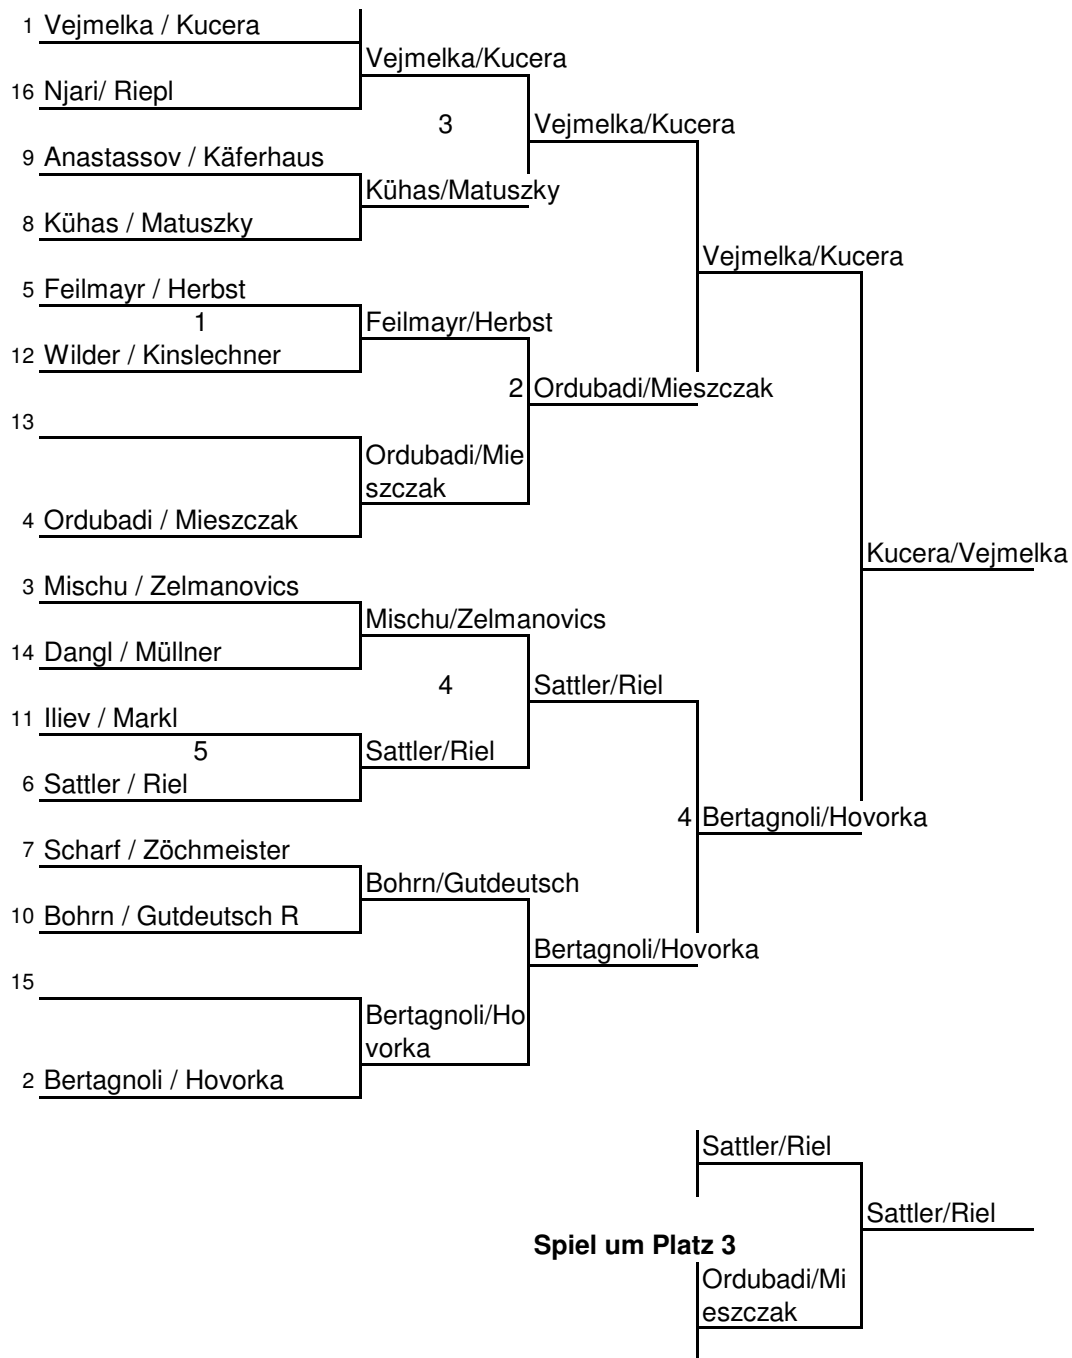 1 Vejmelka / Kucera
Vejmelka/Kucera
16 Njari/ Riepl
3 Vejmelka/Kucera
9 Anastassov / Käferhaus
Kühas/Matuszky
8 Kühas / Matuszky
Vejmelka/Kucera
5 Feilmayr / Herbst
1 Feilmayr/Herbst
12 Wilder / Kinslechner
2 Ordubadi/Mieszczak
13
Ordubadi/Mie
szczak
4 Ordubadi / Mieszczak
Kucera/Vejmelka
3 Mischu / Zelmanovics
Mischu/Zelmanovics
14 Dangl / Müllner
4 Sattler/Riel
11 Iliev / Markl
5 Sattler/Riel
6 Sattler / Riel
4 Bertagnoli/Hovorka
7 Scharf / Zöchmeister
Bohrn/Gutdeutsch
10 Bohrn / Gutdeutsch R
Bertagnoli/Hovorka
15
Bertagnoli/Ho
vorka
2 Bertagnoli / Hovorka
Sattler/Riel
Sattler/Riel
Spiel um Platz 3
Ordubadi/Mi
eszczak